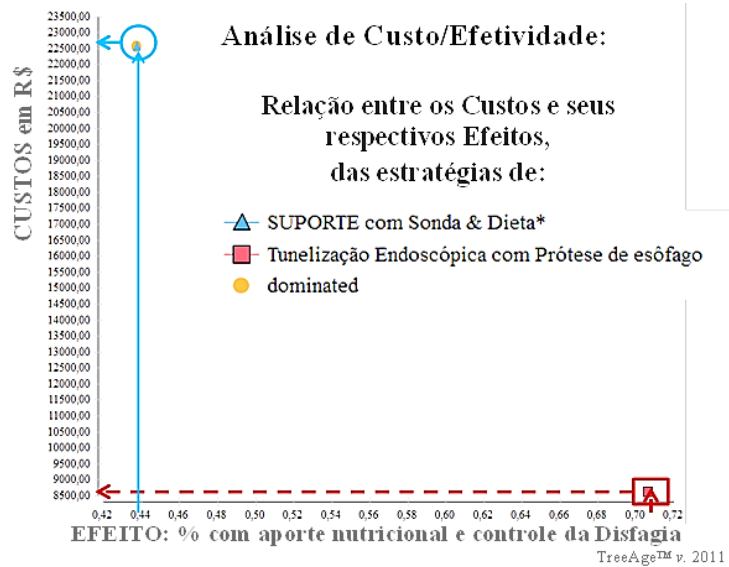 Análise de Custo/Efetividade:
Relação entre os Custos e seus
respectivos Efeitos,
das estratégias de:
SUPORTE com Sonda & Dieta*
Tunelização Endoscópica com Prótese de esôfago
dominated
CUSTOS em R$
23500,00
23000,00
22500,00
22000,00
21500,00
21000,00
20500,00
20000,00
19500,00
19000,00
18500,00
18000,00
17500,00
17000,00
16500,00
16000,00
15500,00
15000,00
14500,00
14000,00
13500,00
13000,00
12500,00
12000,00
11500,00
11000,00
10500,00
10000,00
9500,00
9000,00
8500,00
0,42 0,44 0,46 0,48 0,50 0,52 0,54 0,56 0,58 0,60 0,62 0,64 0,66 0,68 0,70 0,72
EFEITO: % com aporte nutricional e controle da Disfagia
TreeAge™ v. 2011